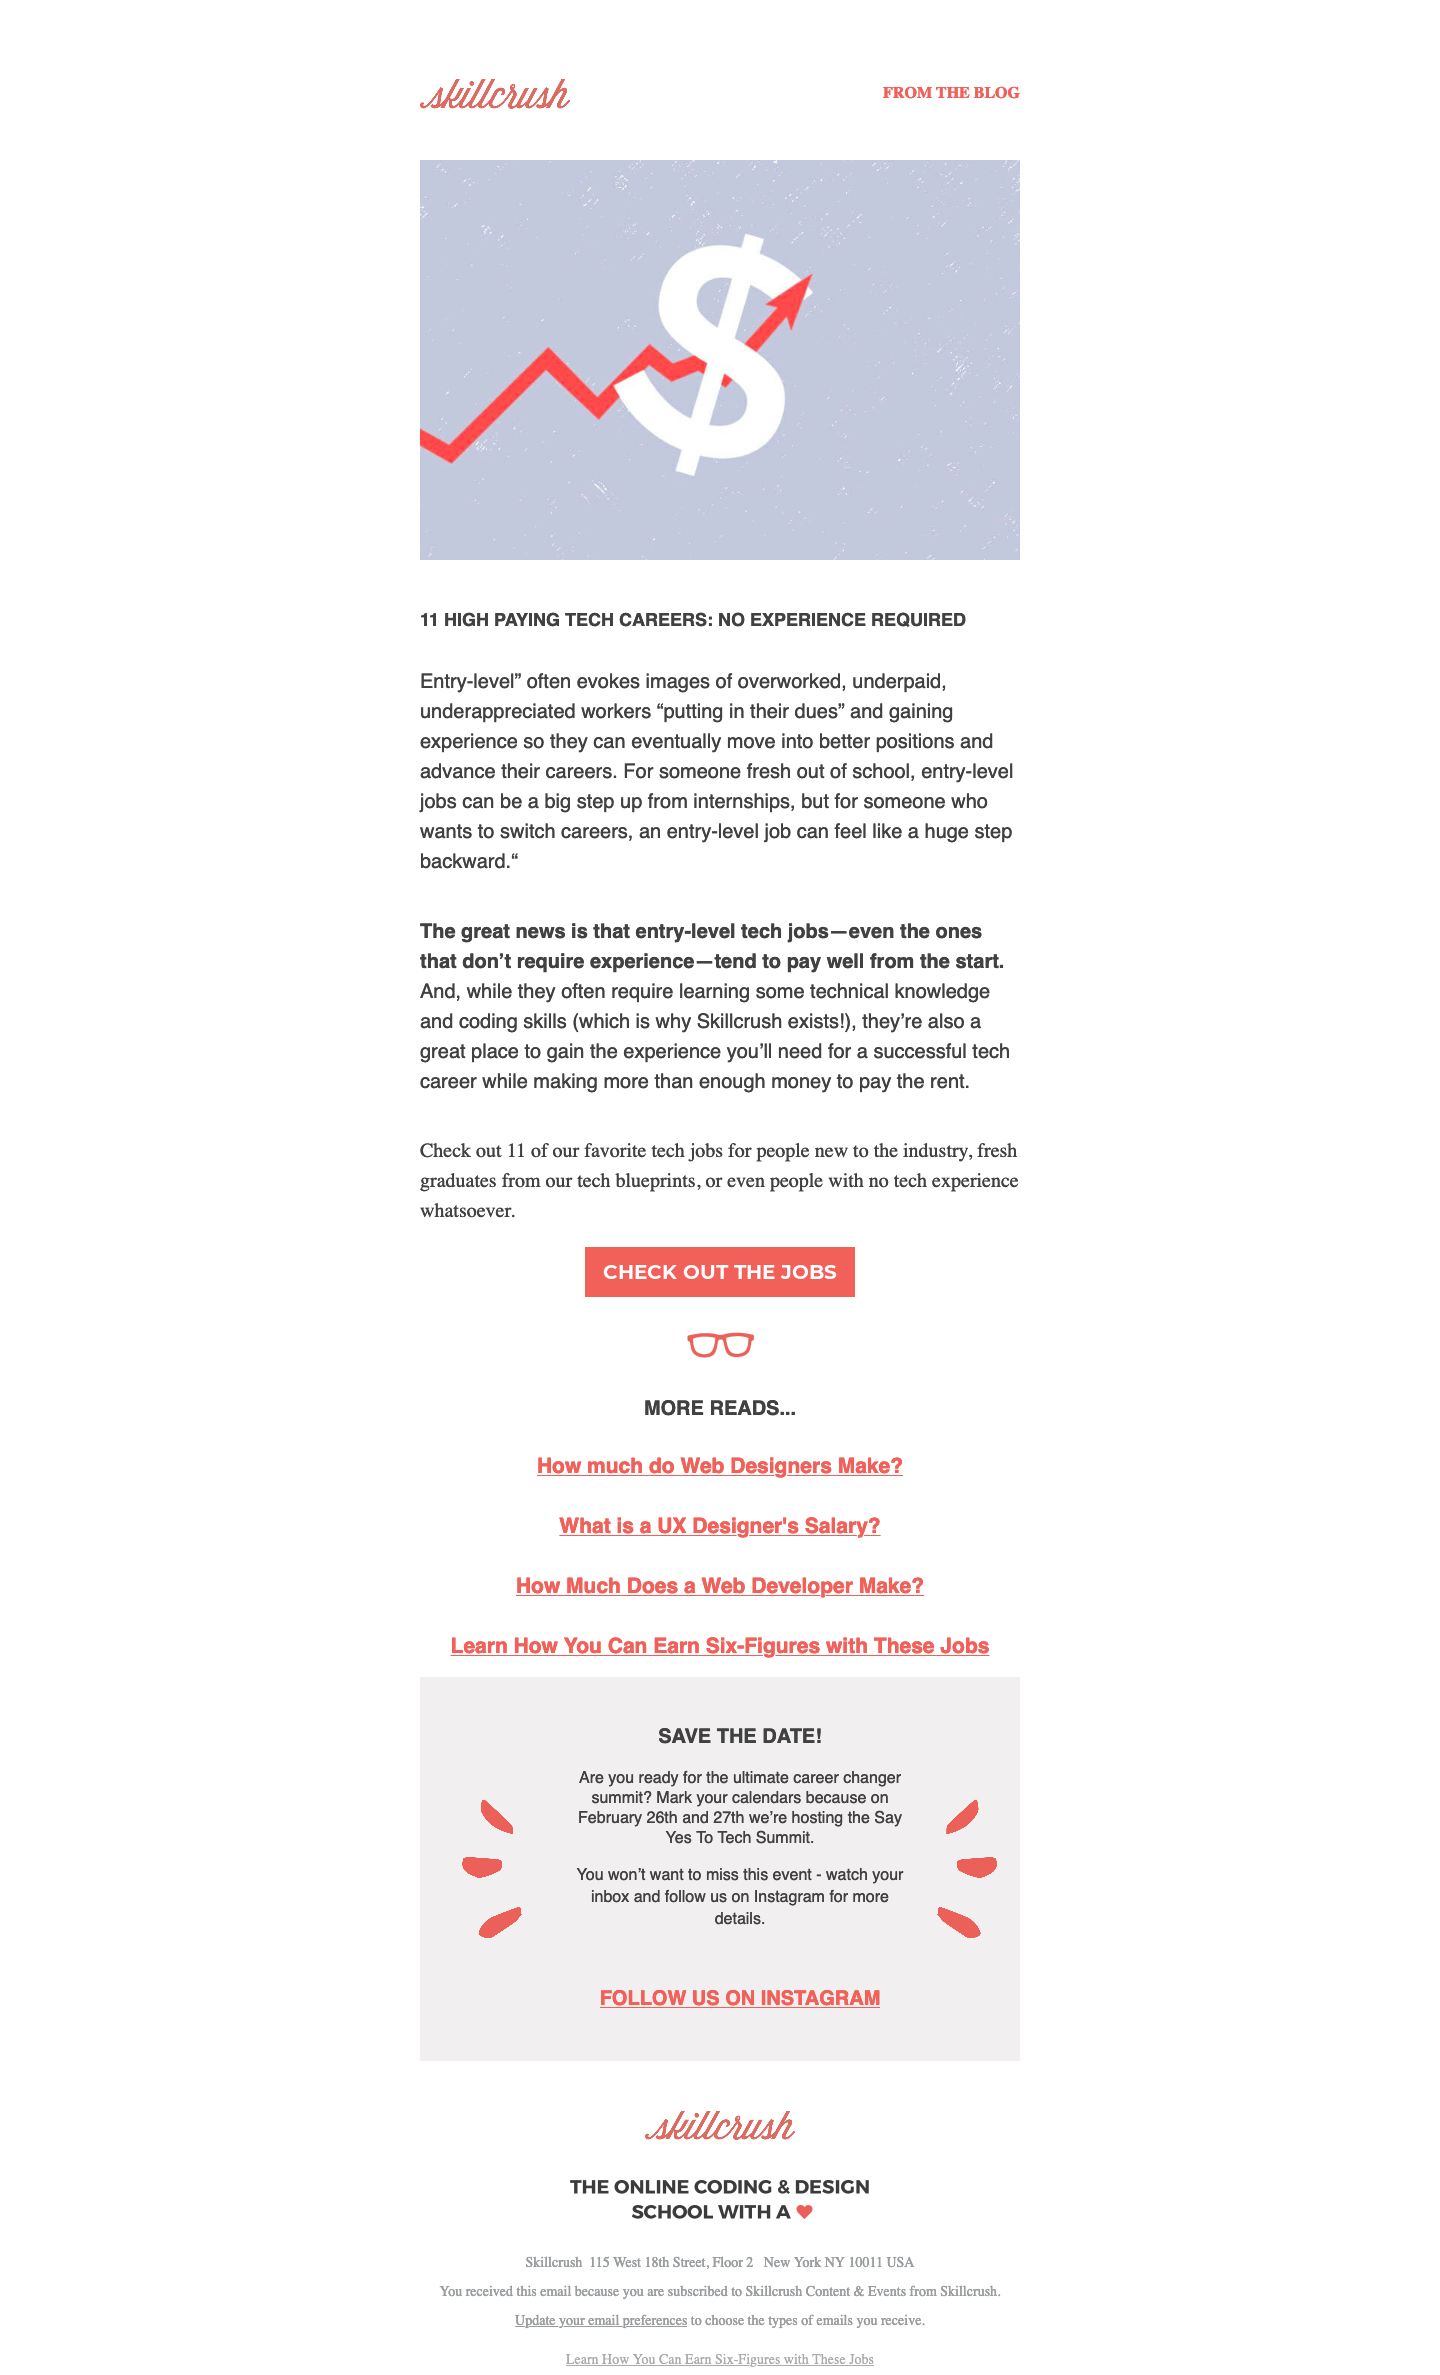 skillcrush
FROM THE BLOG
$
11 HIGH PAYING TECH CAREERS: NO EXPERIENCE REQUIRED
Entry-level” often evokes images of overworked, underpaid,
underappreciated workers “putting in their dues” and gaining
experience so they can eventually move into better positions and
advance their careers. For someone fresh out of school, entry-level
jobs can be a big step up from internships, but for someone who
wants to switch careers, an entry-level job can feel like a huge step
backward.“
The great news is that entry-level tech jobs—even the ones
that don’t require experience—tend to pay well from the start.
And, while they often require learning some technical knowledge
and coding skills (which is why Skillcrush exists!), they’re also a
great place to gain the experience you’ll need for a successful tech
career while making more than enough money to pay the rent.
Check out 11 of our favorite tech jobs for people new to the industry, fresh
graduates from our tech blueprints, or even people with no tech experience
whatsoever.
CHECK OUT THE JOBS
MORE READS...
How much do Web Designers Make?
What is a UX Designer's Salary?
How Much Does a Web Developer Make?
Learn How You Can Earn Six-Figures with These Jobs
SAVE THE DATE!
Are you ready for the ultimate career changer
summit? Mark your calendars because on
February 26th and 27th we’re hosting the Say
Yes To Tech Summit.
You won’t want to miss this event - watch your
inbox and follow us on Instagram for more
details.
FOLLOW US ON INSTAGRAM
skillcrush
THE ONLINE CODING & DESIGN
SCHOOL WITH A ♥
Skillcrush 115 West 18th Street, Floor 2 New York NY 10011 USA
You received this email because you are subscribed to Skillcrush Content & Events from Skillcrush.
Update your email preferences to choose the types of emails you receive.
Learn How You Can Earn Six-Figures with These Jobs